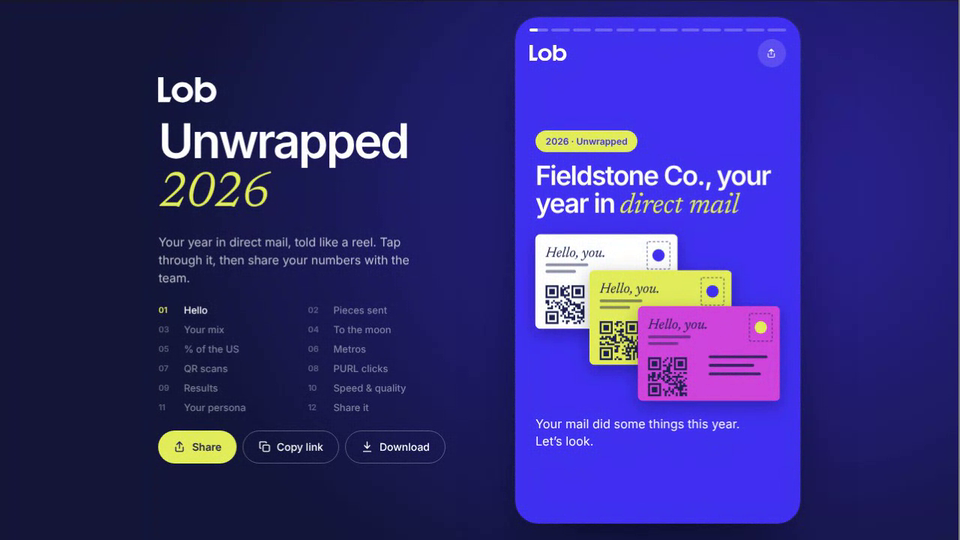 Lob
Unwrapped
2026
Your year in direct mail, told like a reel. Tap
through it, then share your numbers with the
team.
01 Hello
02 Pieces sent
03 Your mix
04 To the moon
05 % of the US
06 Metros
07 QR scans
08 PURL clicks
09 Results
10 Speed & quality
11 Your persona
12 Share it
Share
Copy link
Download
Lob
2026 · Unwrapped
Fieldstone Co., your
year in direct mail
Hello, you.
Hello, you.
Hello, you.
Your mail did some things this year.
Let's look.